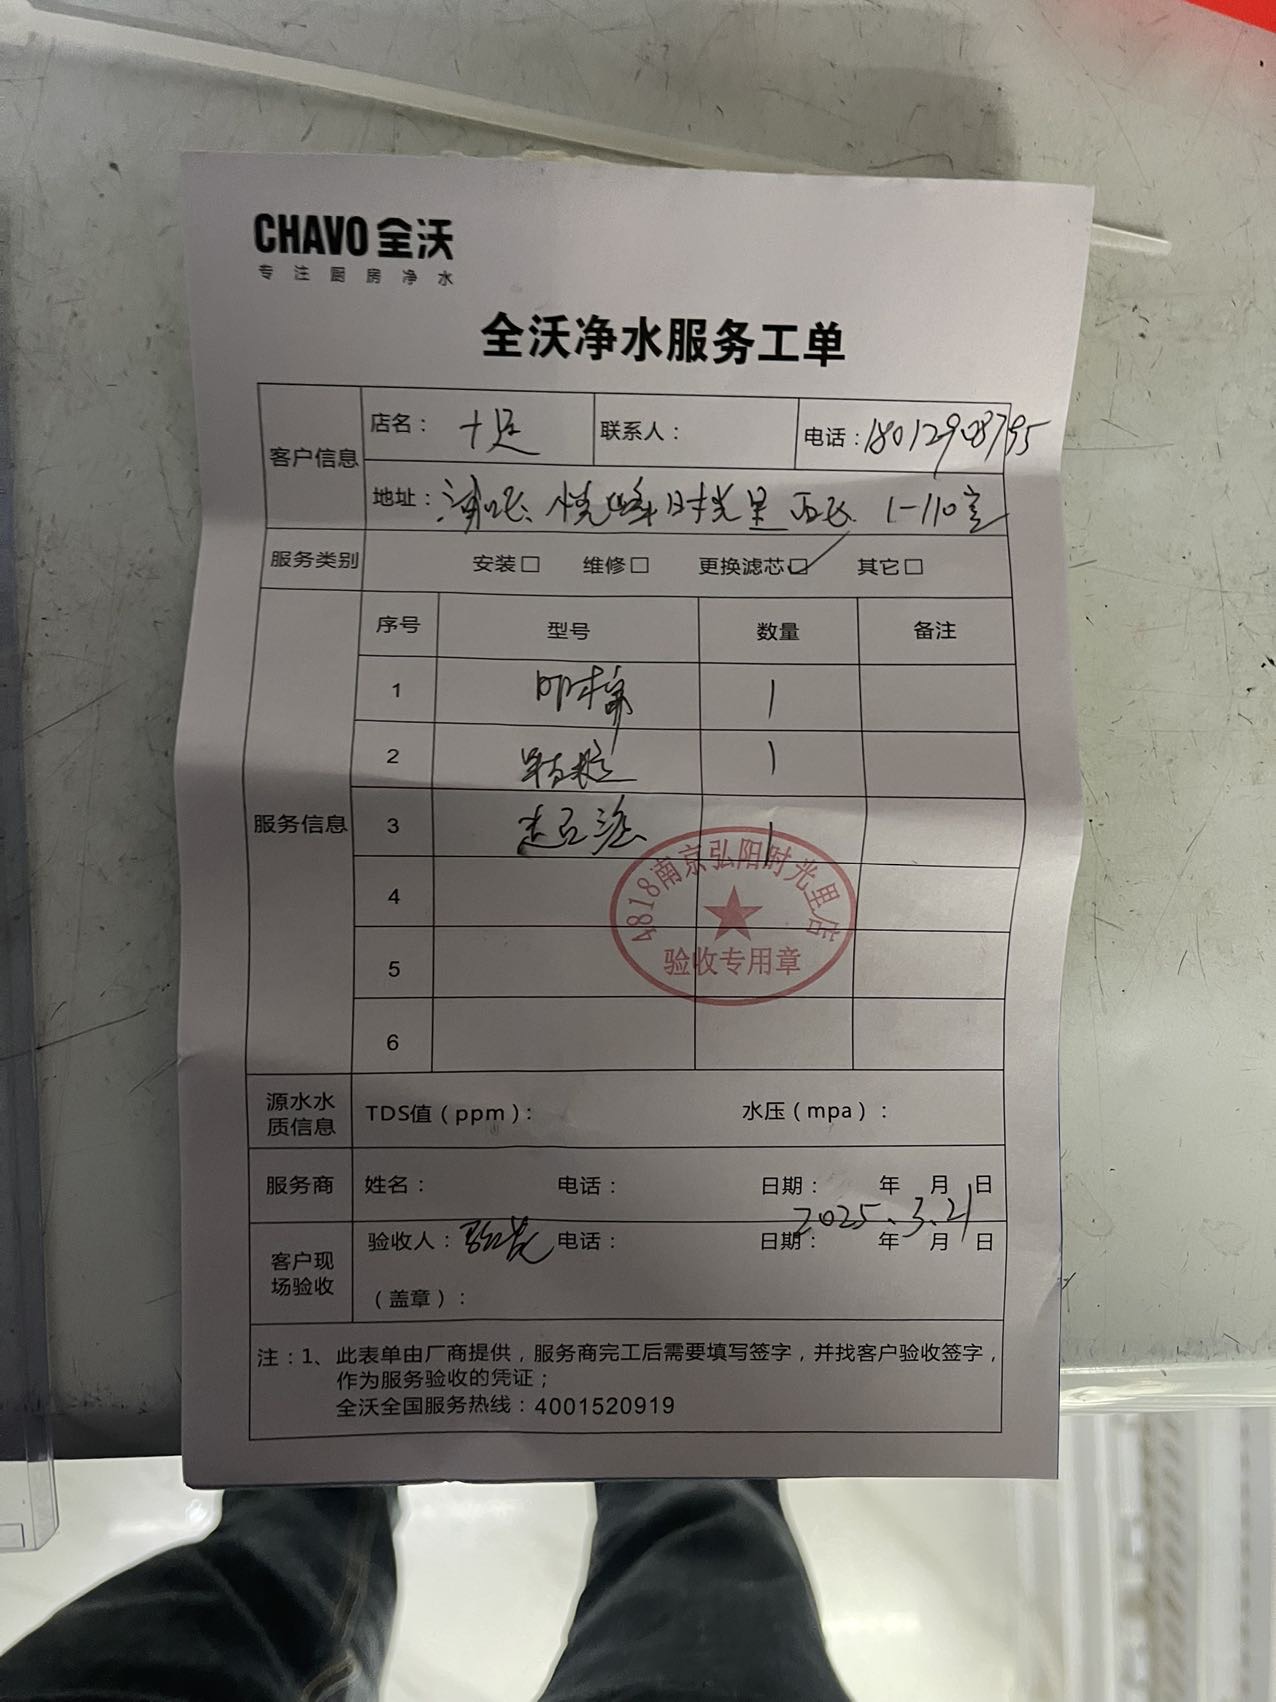 CHAVO 全沃
专注厨房净水
全沃净水服务工单
客户信息
店名： 十足 联系人： 电话：18012908795
地址： 时光里 1-110室
服务类别 安装□ 维修□ 更换滤芯☑ 其它□
服务信息
序号 型号 数量 备注
1 1
2 1
3 1
4
5
6
4818南京弘阳时光里店
验收专用章
源水水质信息 TDS值（ppm）： 水压（mpa）：
服务商 姓名： 电话： 日期： 年 月 日
2025.3.21
客户现场验收 验收人： 电话： 日期： 年 月 日
（盖章）：
注：1、此表单由厂商提供，服务商完工后需要填写签字，并找客户验收签字，
作为服务验收的凭证；
全沃全国服务热线：4001520919